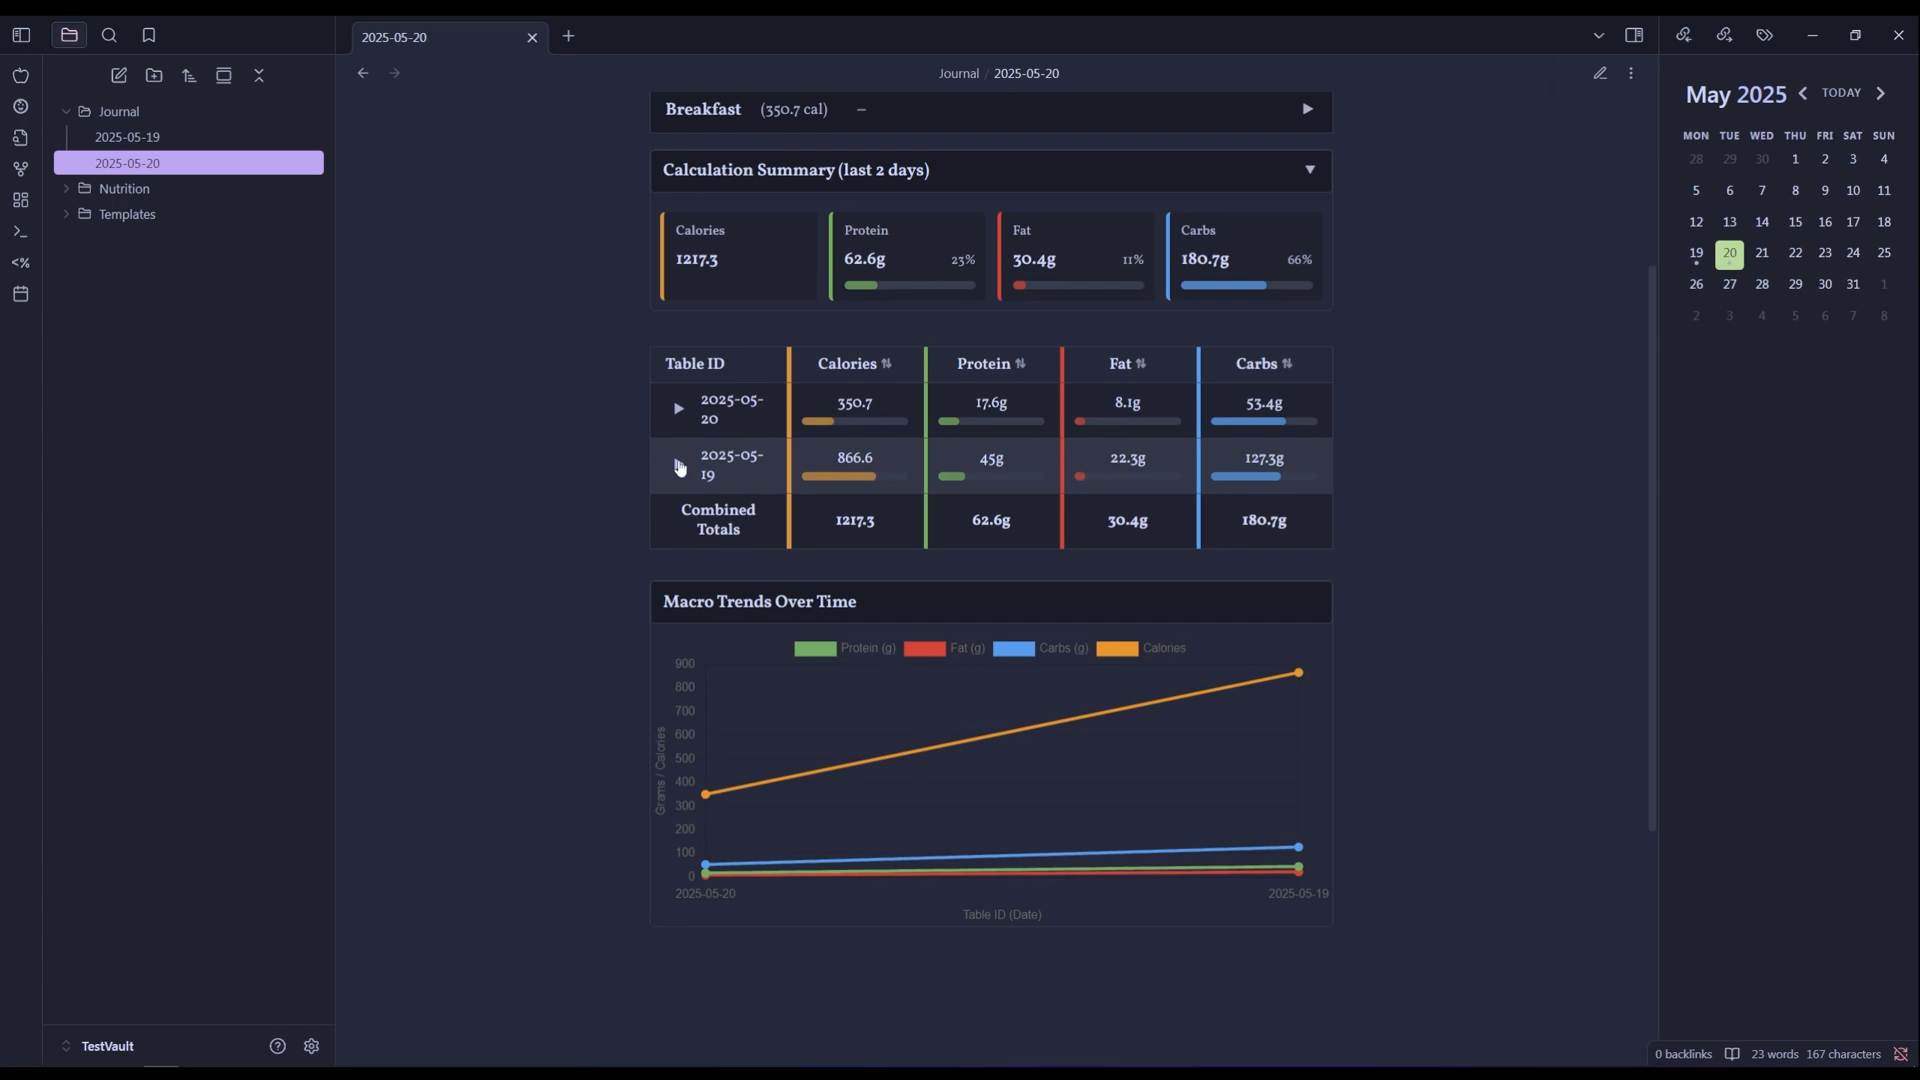 2025-05-20
Journal / 2025-05-20
Journal
2025-05-19
2025-05-20
Nutrition
Templates
TestVault
Breakfast (350.7 cal) –
Calculation Summary (last 2 days)
Calories Protein Fat Carbs
1217.3 62.6g 23% 30.4g 11% 180.7g 66%
Table ID Calories Protein Fat Carbs
2025-05-
20
350.7 17.6g 8.1g 53.4g
2025-05-
19
866.6 45g 22.3g 127.3g
Combined
Totals
1217.3 62.6g 30.4g 180.7g
Macro Trends Over Time
Protein (g) Fat (g) Carbs (g) Calories
900
800
700
600
500
400
300
200
100
0
Grams / Calories
2025-05-20 2025-05-19
Table ID (Date)
May 2025 TODAY
MON TUE WED THU FRI SAT SUN
28 29 30 1 2 3 4
5 6 7 8 9 10 11
12 13 14 15 16 17 18
19 20 21 22 23 24 25
26 27 28 29 30 31 1
2 3 4 5 6 7 8
0 backlinks 23 words 167 characters